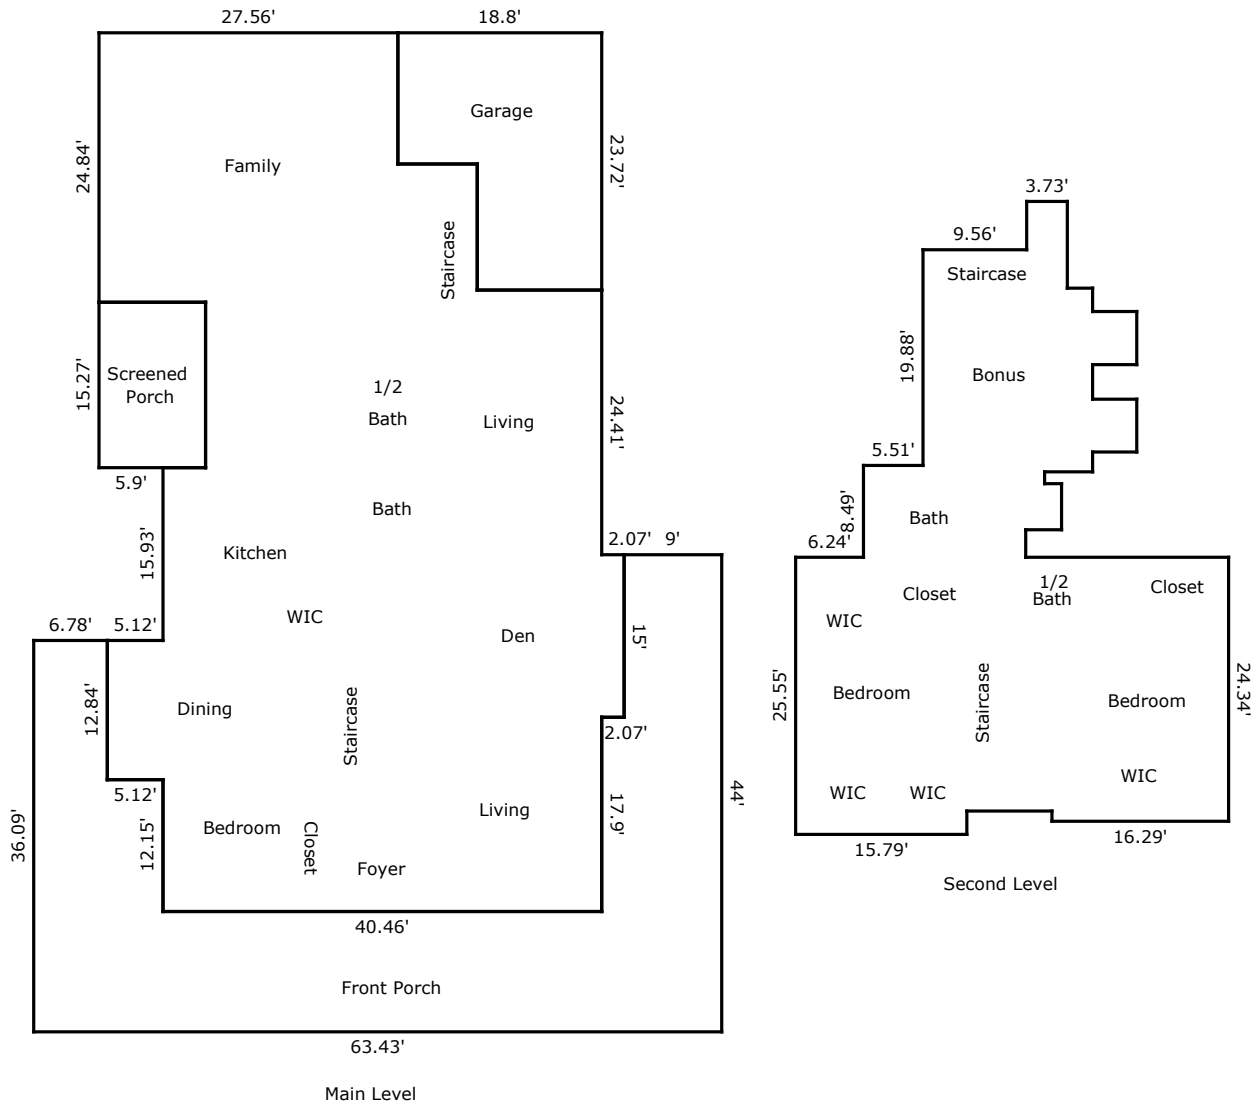 27.56'
18.8'
Garage
23.72'
24.84'
Family
Staircase
15.27'
Screened
Porch
1/2
Bath
Living
24.41'
5.9'
Bath
15.93'
Kitchen
2.07'
9'
WIC
6.78'
5.12'
Den
15'
12.84'
Dining
Staircase
2.07'
44'
5.12'
36.09'
12.15'
Bedroom
Closet
Foyer
Living
17.9'
40.46'
Front Porch
63.43'
Main Level
3.73'
9.56'
Staircase
19.88'
Bonus
5.51'
8.49'
Bath
6.24'
Closet
1/2
Bath
Closet
WIC
25.55'
Bedroom
Staircase
Bedroom
24.34'
WIC
WIC
WIC
15.79'
16.29'
Second Level